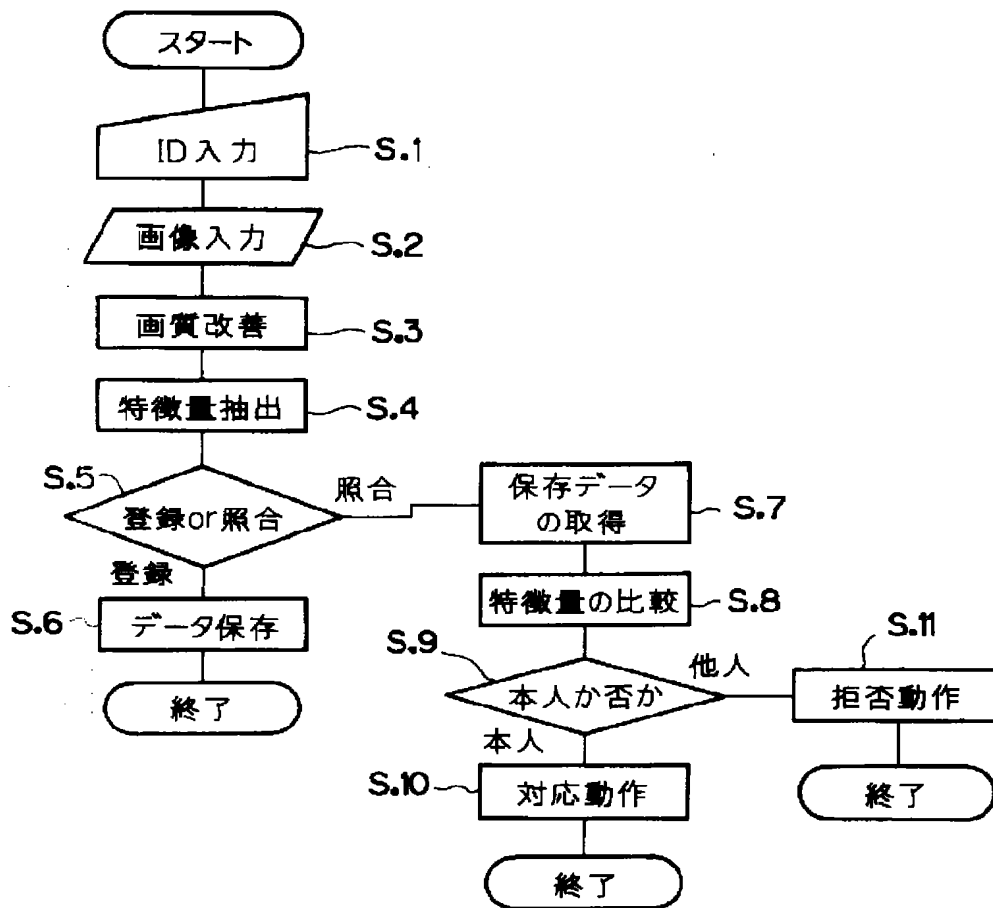 スタート
ID入力
S.1
画像入力
S.2
画質改善
S.3
特徴量抽出
S.4
S.5
登録or照合
照合
登録
S.6
データ保存
終了
保存データ
の取得
S.7
特徴量の比較
S.8
S.9
本人か否か
他人
本人
S.11
拒否動作
終了
S.10
対応動作
終了